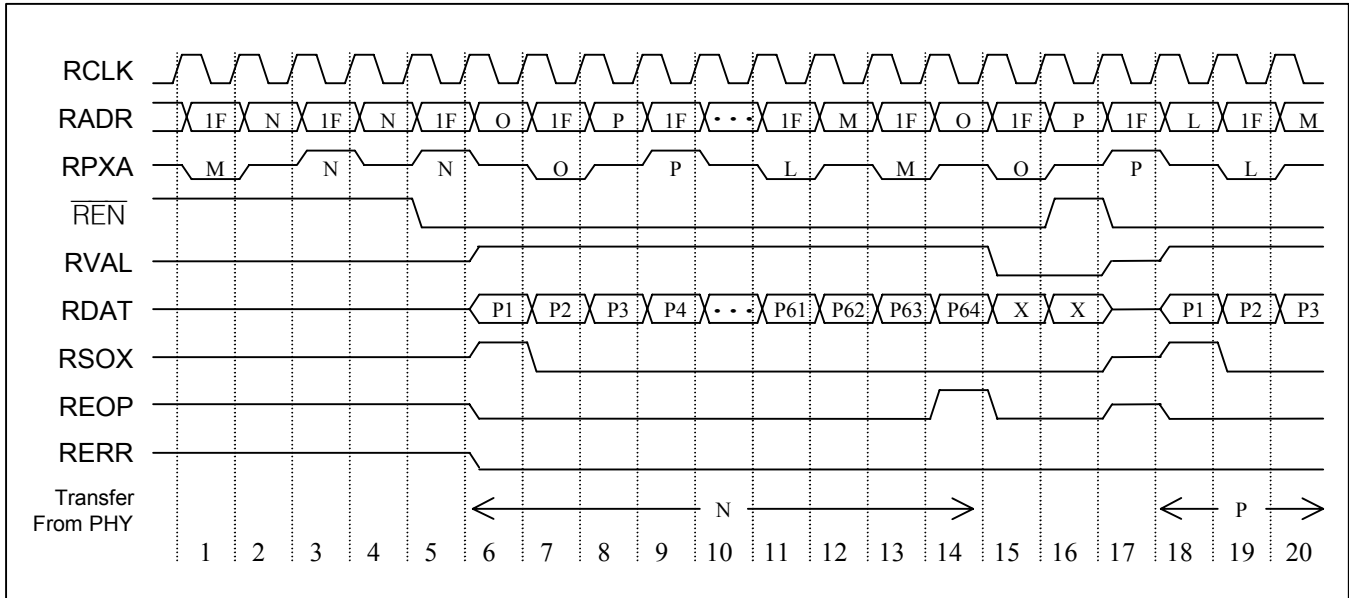 RCLK
RADR 1F N 1F N 1F O 1F P 1F ••• 1F M 1F O 1F P 1F L 1F M
RPXA M N N O P L M O P L
REN
RVAL
RDAT P1 P2 P3 P4 ••• P61 P62 P63 P64 X X P1 P2 P3
RSOX
REOP
RERR
Transfer
From PHY N P
1 2 3 4 5 6 7 8 9 10 11 12 13 14 15 16 17 18 19 20